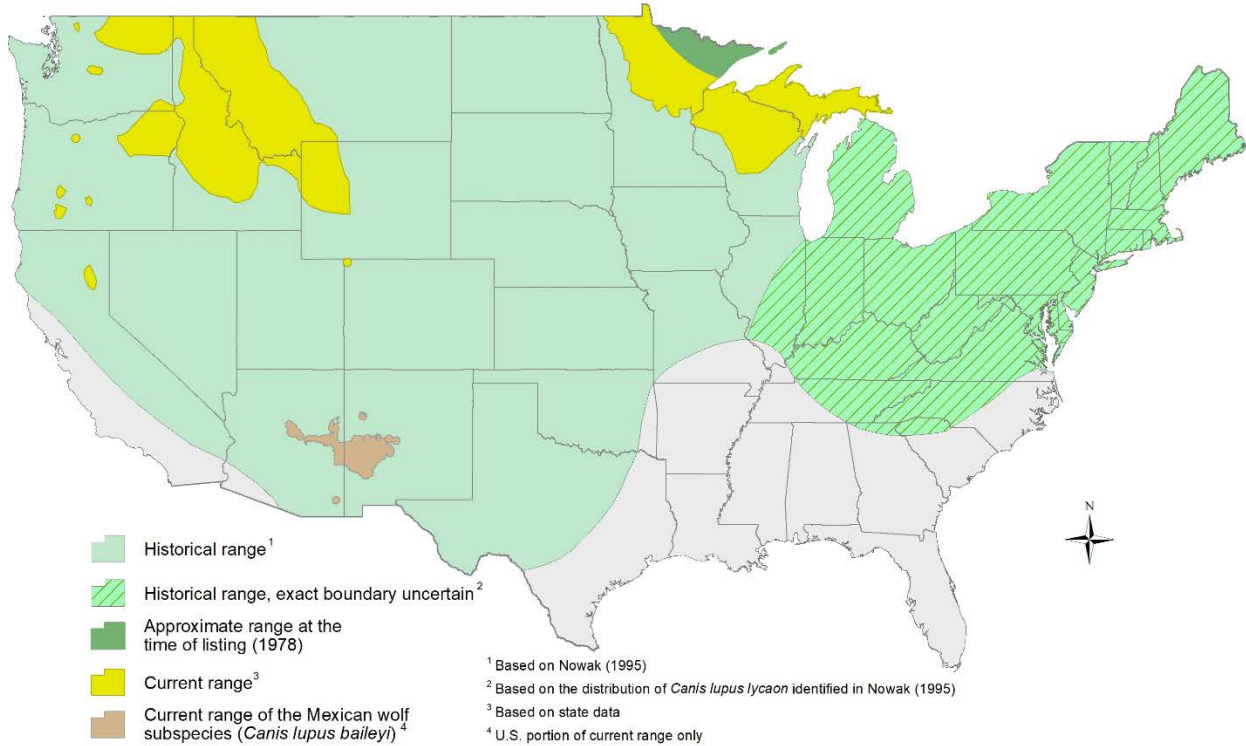 N
Historical range¹
Historical range, exact boundary uncertain²
Approximate range at the
time of listing (1978)
Current range³
Current range of the Mexican wolf
subspecies (Canis lupus baileyi)⁴
¹ Based on Nowak (1995)
² Based on the distribution of Canis lupus lycaon identified in Nowak (1995)
³ Based on state data
⁴ U.S. portion of current range only